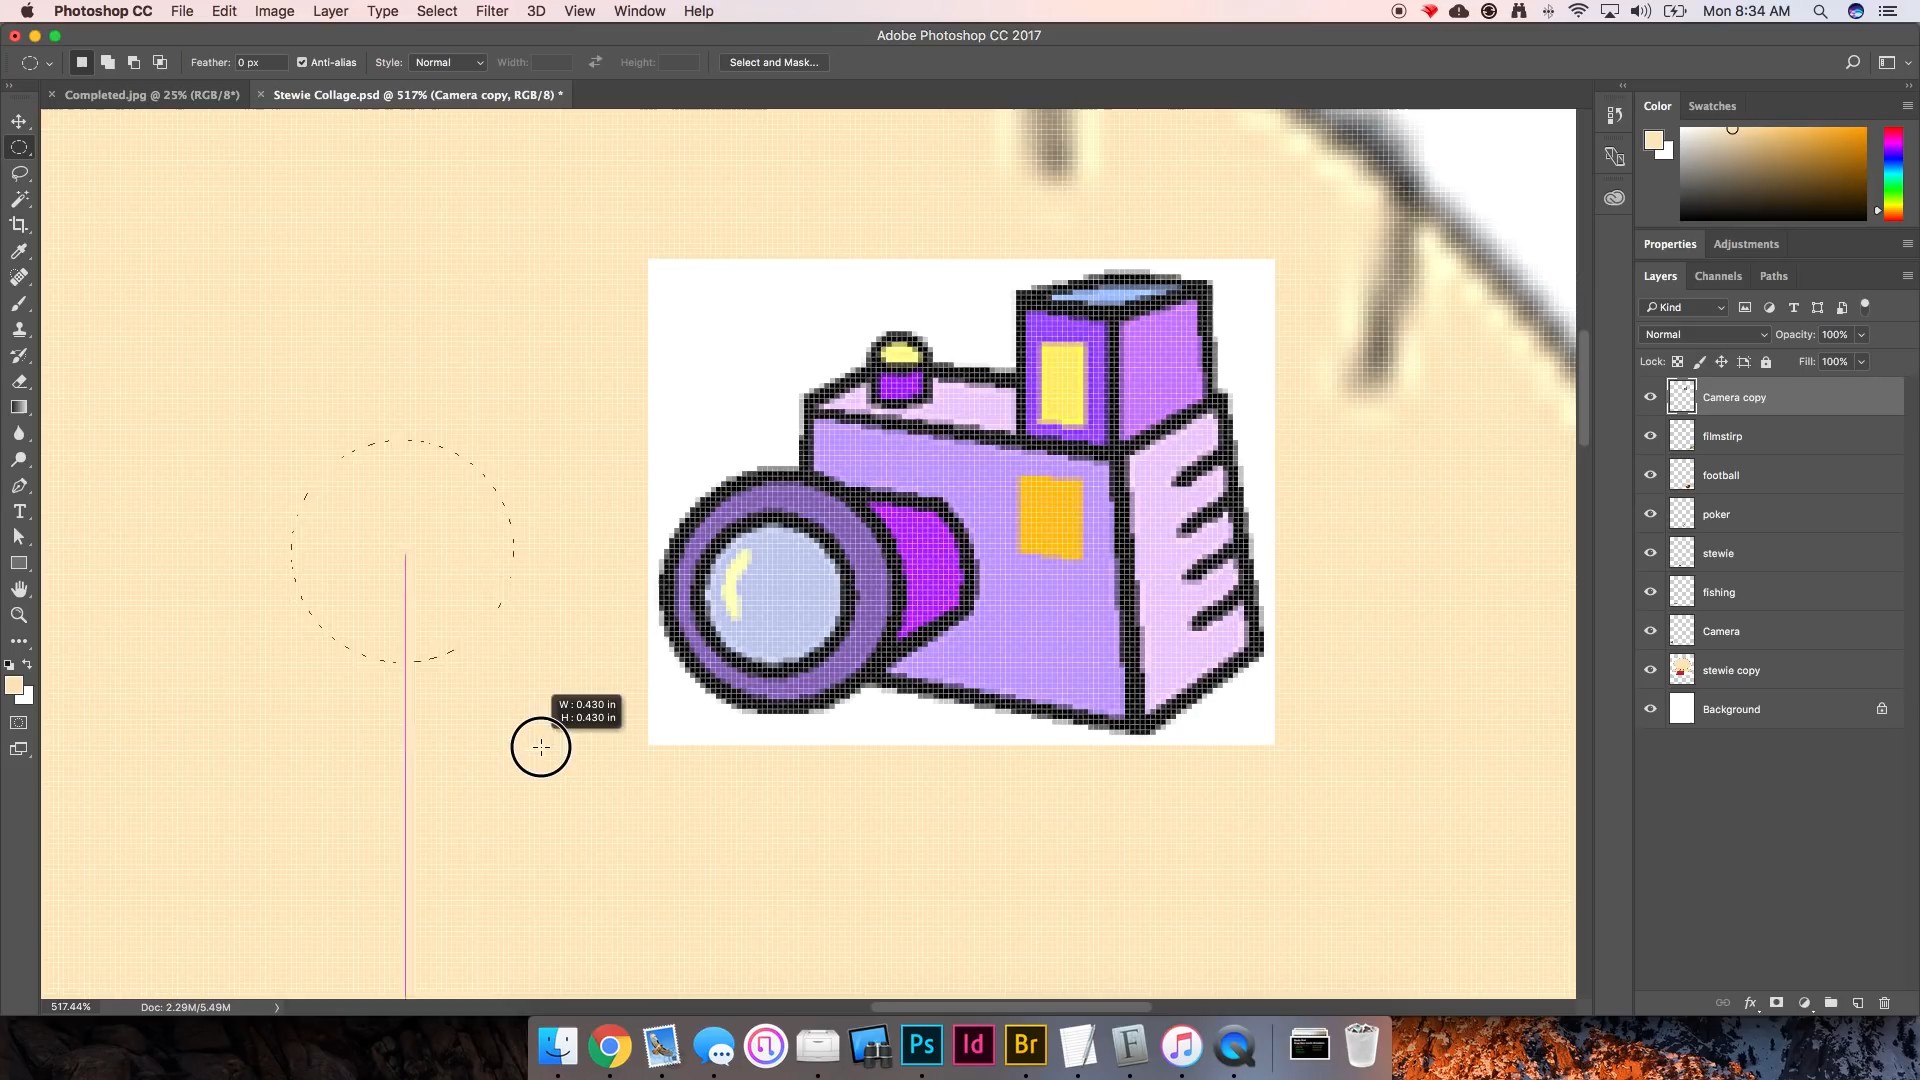 Photoshop CC File Edit Image Layer Type Select Filter 3D View Window Help Mon 8:34 AM
Adobe Photoshop CC 2017
Feather: 0 px Anti-alias Style: Normal Width: Height: Select and Mask...
× Completed.jpg @ 25% (RGB/8*) × Stewie Collage.psd @ 517% (Camera copy, RGB/8) *
Color Swatches
Properties Adjustments
Layers Channels Paths
Kind
Normal Opacity: 100%
Lock: Fill: 100%
Camera copy
filmstirp
football
poker
stewie
fishing
Camera
stewie copy
Background
W : 0.430 in
H : 0.430 in
517.44% Doc: 2.29M/5.49M
fx
Ps Id Br